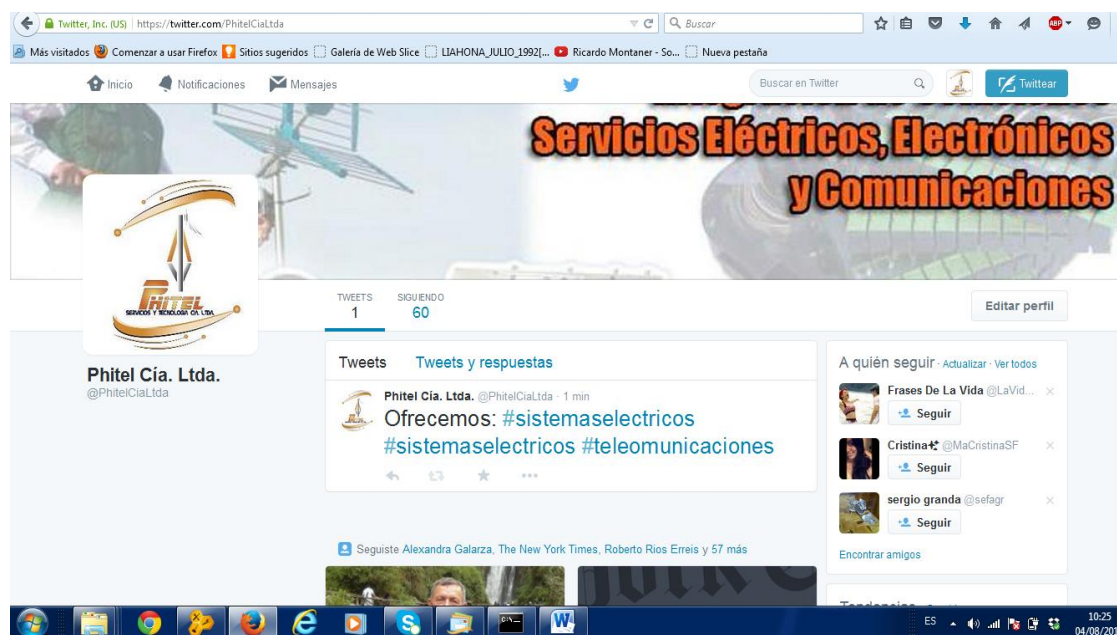 Twitter, Inc. (US) https://twitter.com/PhitelCiaLtda
Buscar
ABP
Más visitados Comenzar a usar Firefox Sitios sugeridos Galería de Web Slice LIAHONA_JULIO_1992[... Ricardo Montaner - So... Nueva pestaña
Inicio Notificaciones Mensajes Buscar en Twitter Twittear
Servicios Eléctricos, Electrónicos
y Comunicaciones
PHITEL
SERVICIOS Y TECNOLOGIA CIA. LTDA.
TWEETS SIGUIENDO
1 60
Editar perfil
Phitel Cía. Ltda.
@PhitelCiaLtda
Tweets Tweets y respuestas
Phitel Cía. Ltda. @PhitelCiaLtda · 1 min
Ofrecemos: #sistemaselectricos
#sistemaselectricos #teleomunicaciones
Seguiste Alexandra Galarza, The New York Times, Roberto Rios Erreis y 57 más
A quién seguir · Actualizar · Ver todos
Frases De La Vida @LaVid...
Seguir
Cristina @MaCristinaSF
Seguir
sergio granda @sefagr
Seguir
Encontrar amigos
Tendencias
ES
10:25
04/08/20